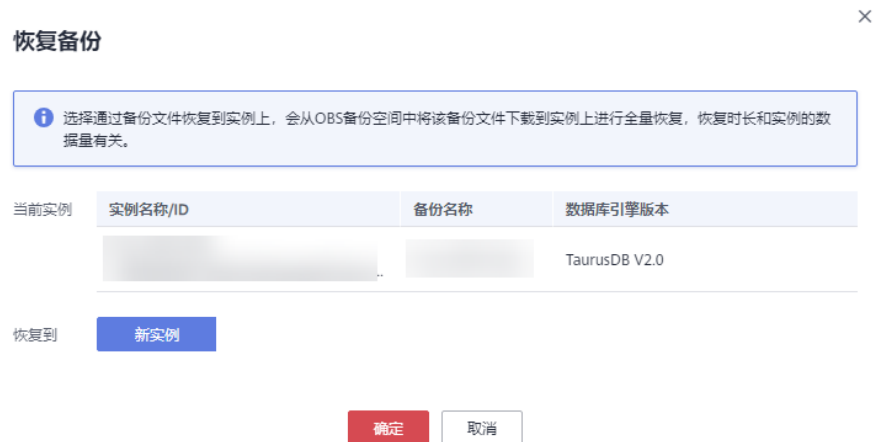 恢复备份
选择通过备份文件恢复到实例上，会从OBS备份空间中将该备份文件下载到实例上进行全量恢复，恢复时长和实例的数
据量有关。
当前实例 实例名称/ID 备份名称 数据库引擎版本
.. TaurusDB V2.0
恢复到 新实例
确定 取消